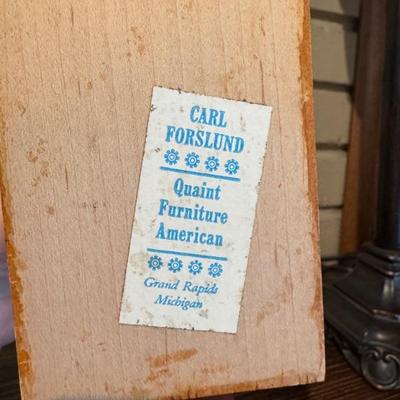 CARL
FORSLUND
Quaint
Furniture
American
Grand Rapids
Michigan